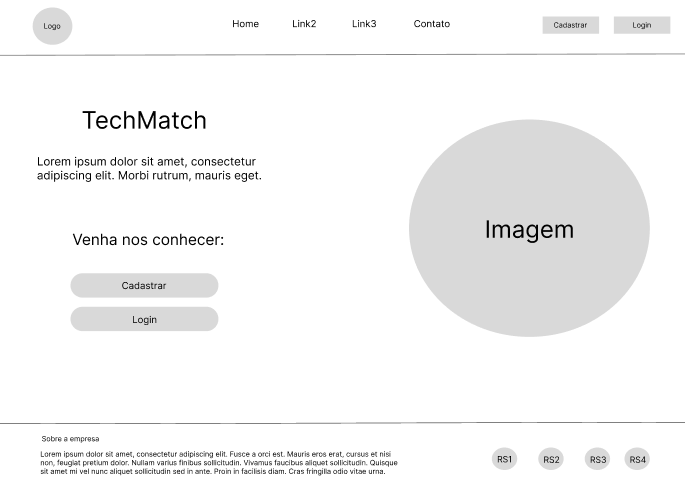 Logo
Home
Link2
Link3
Contato
Cadastrar
Login
TechMatch
Lorem ipsum dolor sit amet, consectetur
adipiscing elit. Morbi rutrum, mauris eget.
Imagem
Venha nos conhecer:
Cadastrar
Login
Sobre a empresa
Lorem ipsum dolor sit amet, consectetur adipiscing elit. Fusce a orci est. Mauris eros erat, cursus et nisi
non, feugiat pretium dolor. Nullam varius finibus sollicitudin. Vivamus faucibus aliquet sollicitudin. Quisque
sit amet mi vel nunc aliquet sollicitudin sed in ante. Proin in facilisis diam. Cras fringilla odio vitae urna.
RS1
RS2
RS3
RS4